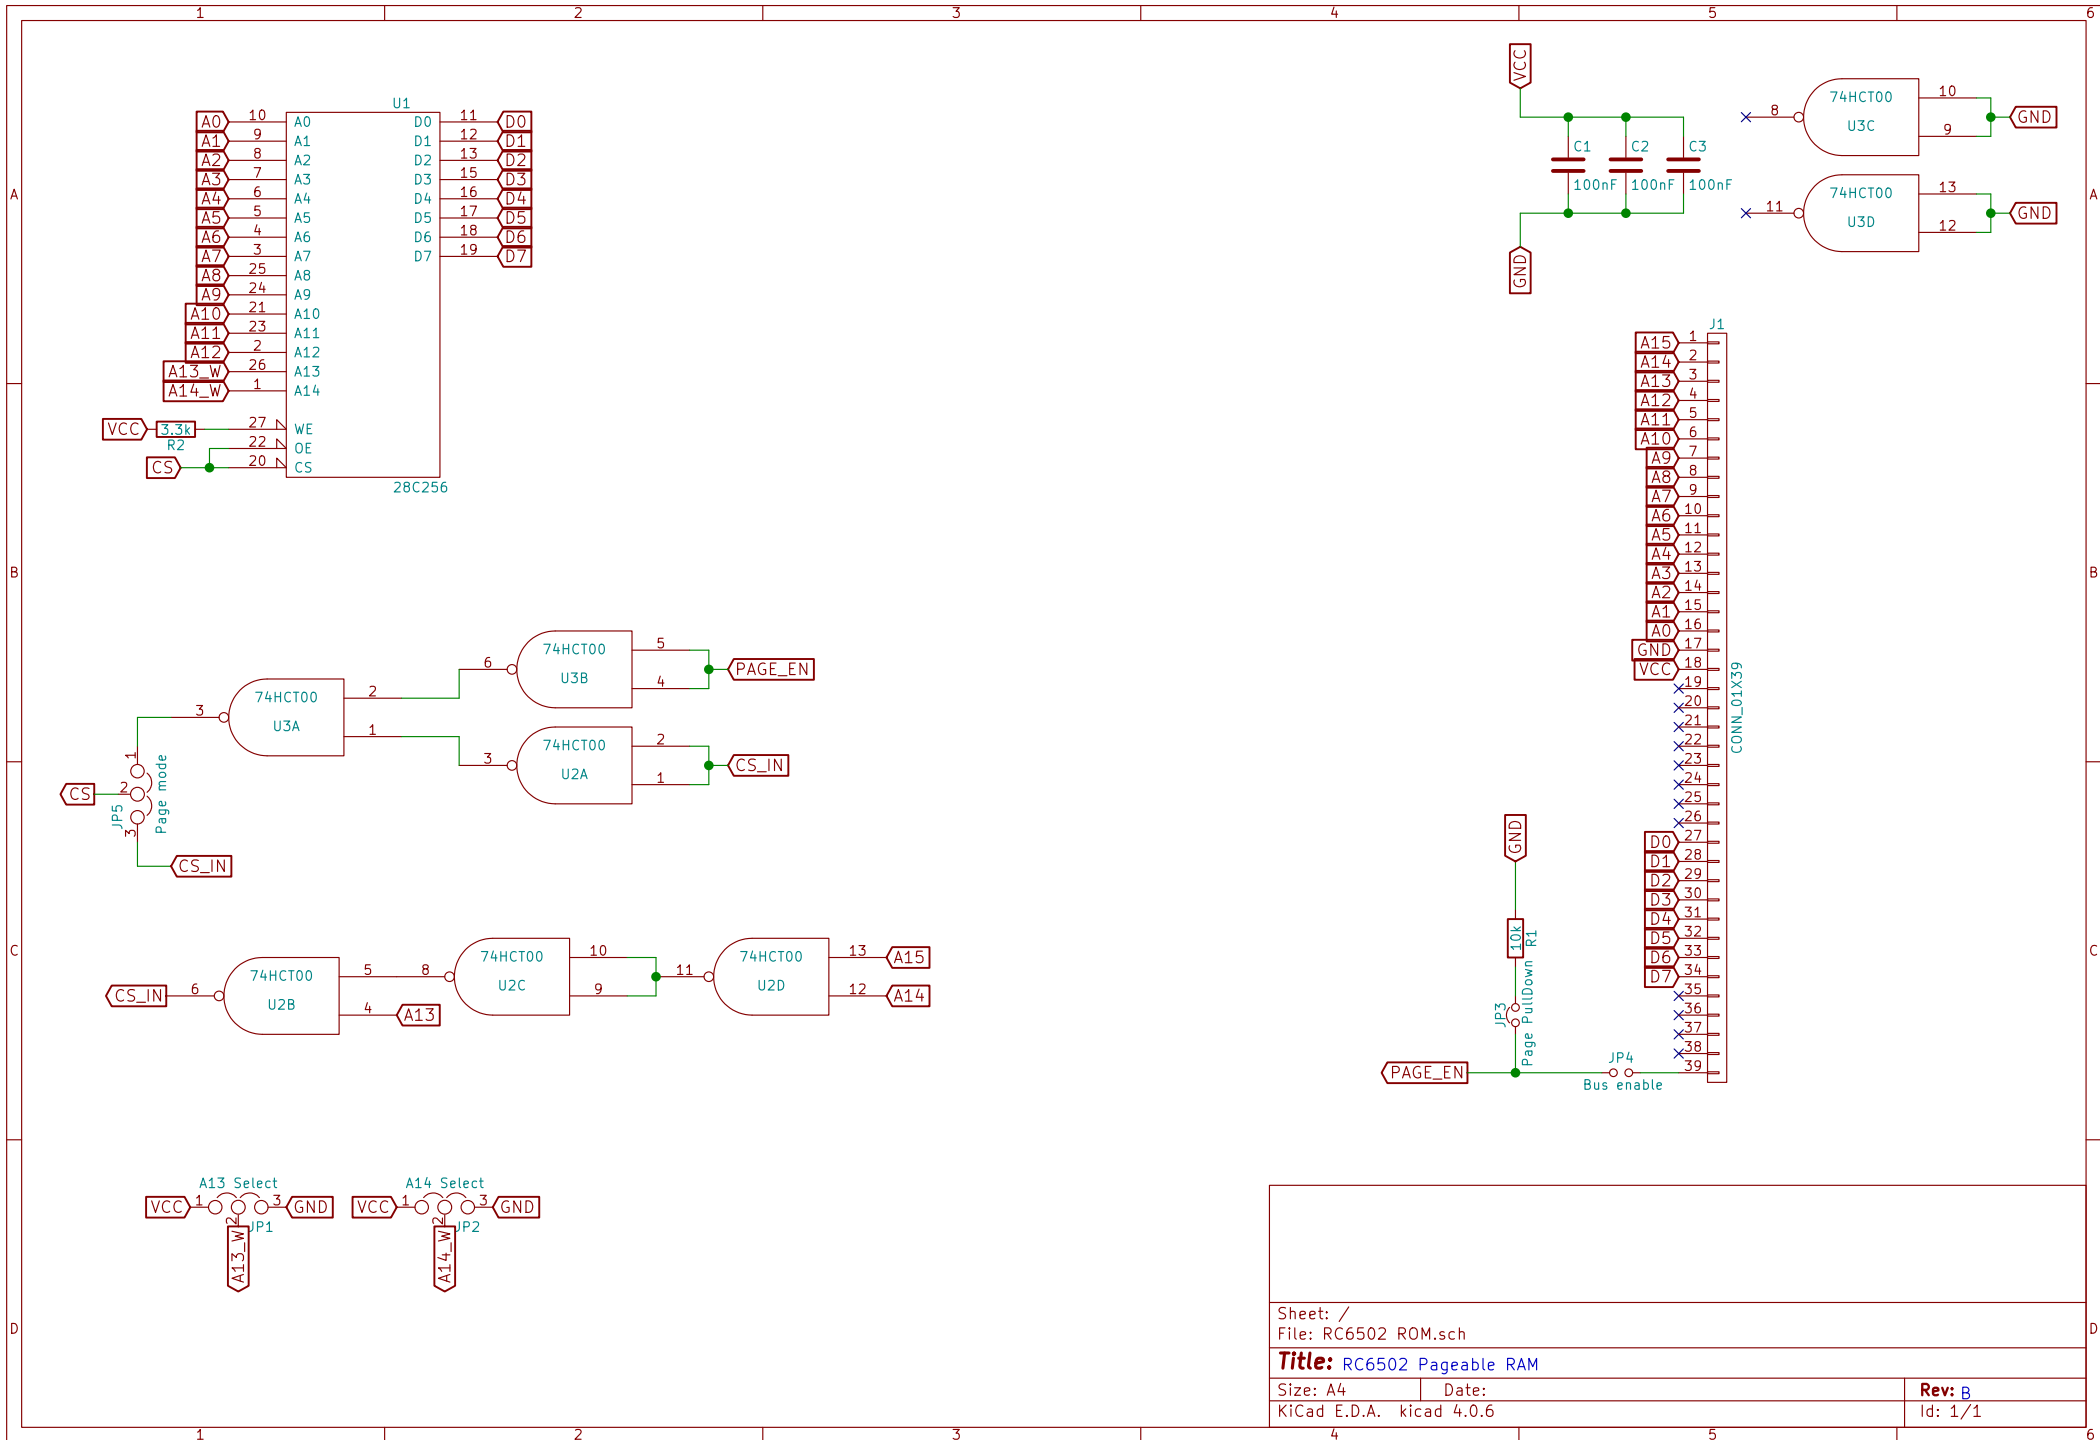 1 2 3 4 5 6
A
B
C
D
U1
A0 10 A0
A1 9 A1
A2 8 A2
A3 7 A3
A4 6 A4
A5 5 A5
A6 4 A6
A7 3 A7
A8 25 A8
A9 24 A9
A10 21 A10
A11 23 A11
A12 2 A12
A13_W 26 A13
A14_W 1 A14
VCC 3.3k 27 WE
R2
22 OE
CS 20 CS
D0 11 D0
D1 12 D1
D2 13 D2
D3 15 D3
D4 16 D4
D5 17 D5
D6 18 D6
D7 19 D7
28C256
VCC
C1 C2 C3
100nF 100nF 100nF
GND
8 74HCT00 10
U3C 9
GND
11 74HCT00 13
U3D 12
GND
J1
A15 1
A14 2
A13 3
A12 4
A11 5
A10 6
A9 7
A8 8
A7 9
A6 10
A5 11
A4 12
A3 13
A2 14
A1 15
A0 16
GND 17
VCC 18
19
20
21
22
23
24
25
26
D0 27
D1 28
D2 29
D3 30
D4 31
D5 32
D6 33
D7 34
35
36
37
38
39
CONN_01X39
GND
10k
R1
JP3
Page PullDown
PAGE_EN
JP4
Bus enable
6 74HCT00 5
U3B 4
PAGE_EN
3 74HCT00 2
U3A 1
3 74HCT00 2
U2A 1
CS_IN
1
CS 2
3
JP5
Page mode
CS_IN
CS_IN 6 74HCT00 5
U2B 4 A13
8 74HCT00 10
U2C 9
11 74HCT00 13 A15
U2D 12 A14
A13 Select
VCC 1 3 GND
2 JP1
A13_W
A14 Select
VCC 1 3 GND
2 JP2
A14_W
Sheet: /
File: RC6502 ROM.sch
Title: RC6502 Pageable RAM
Size: A4 Date: Rev: B
KiCad E.D.A. kicad 4.0.6 Id: 1/1
A
B
C
D
1 2 3 4 5 6